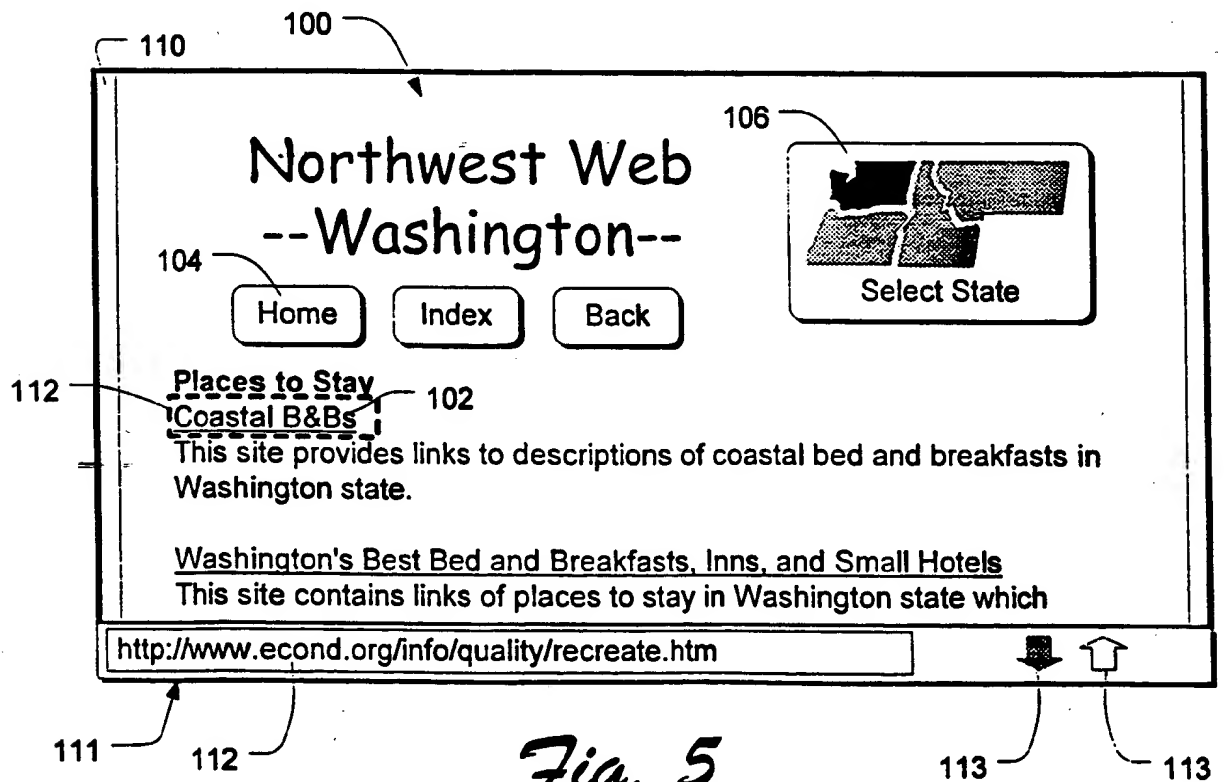 110
100
106
Northwest Web
--Washington--
104
Select State
Home Index Back
Places to Stay
112
102
Coastal B&Bs
This site provides links to descriptions of coastal bed and breakfasts in
Washington state.
Washington's Best Bed and Breakfasts, Inns, and Small Hotels
This site contains links of places to stay in Washington state which
http://www.econd.org/info/quality/recreate.htm
111
112
113
113
Fig. 5